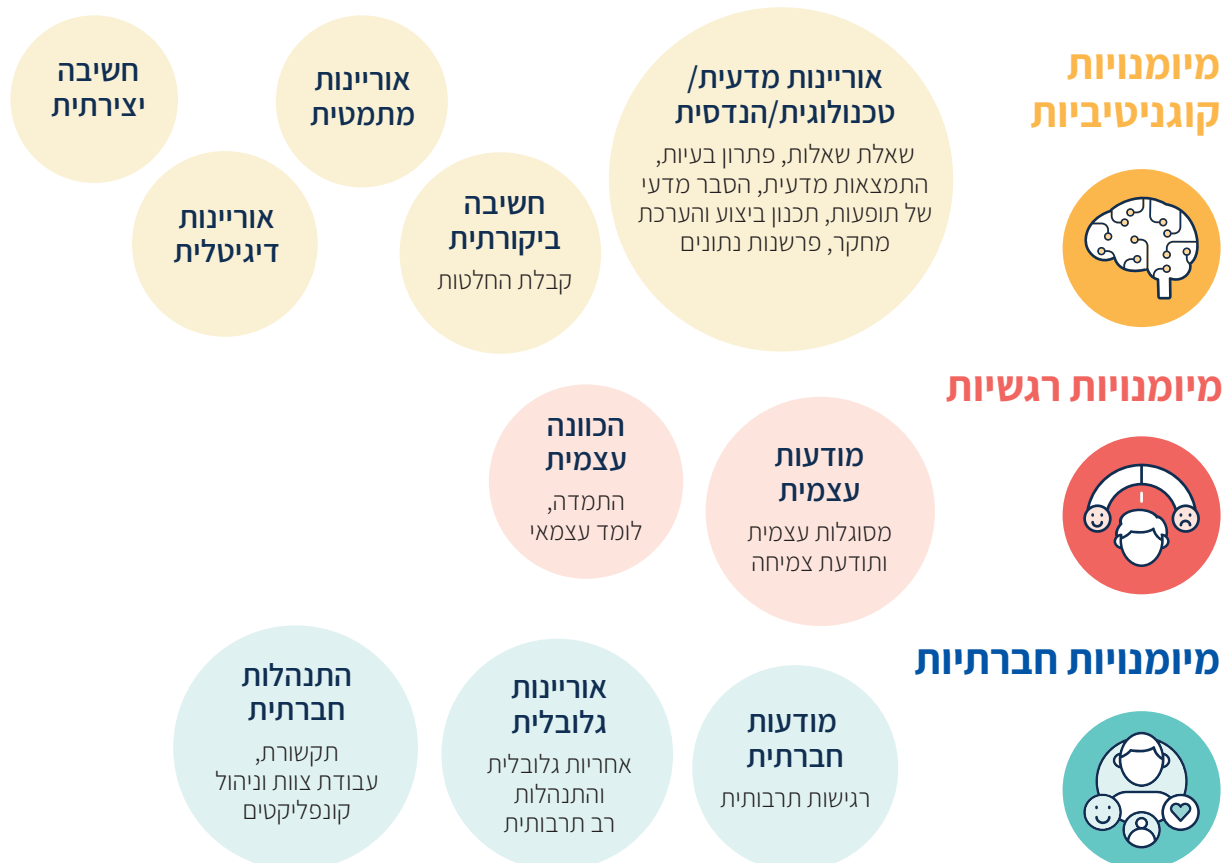 מיומנויות
קוגניטיביות
אוריינות מדעית/
טכנולוגית/הנדסית
שאלת שאלות, פתרון בעיות,
התמצאות מדעית, הסבר מדעי
של תופעות, תכנון ביצוע והערכת
מחקר, פרשנות נתונים
אוריינות
מתמטית
חשיבה
ביקורתית
קבלת החלטות
חשיבה
יצירתית
אוריינות
דיגיטלית
מיומנויות רגשיות
מודעות
עצמית
מסוגלות עצמית
ותודעת צמיחה
הכוונה
עצמית
התמדה,
לומד עצמאי
מיומנויות חברתיות
מודעות
חברתית
רגישות תרבותית
אוריינות
גלובלית
אחריות גלובלית
והתנהלות
רב תרבותית
התנהלות
חברתית
תקשורת,
עבודת צוות וניהול
קונפליקטים